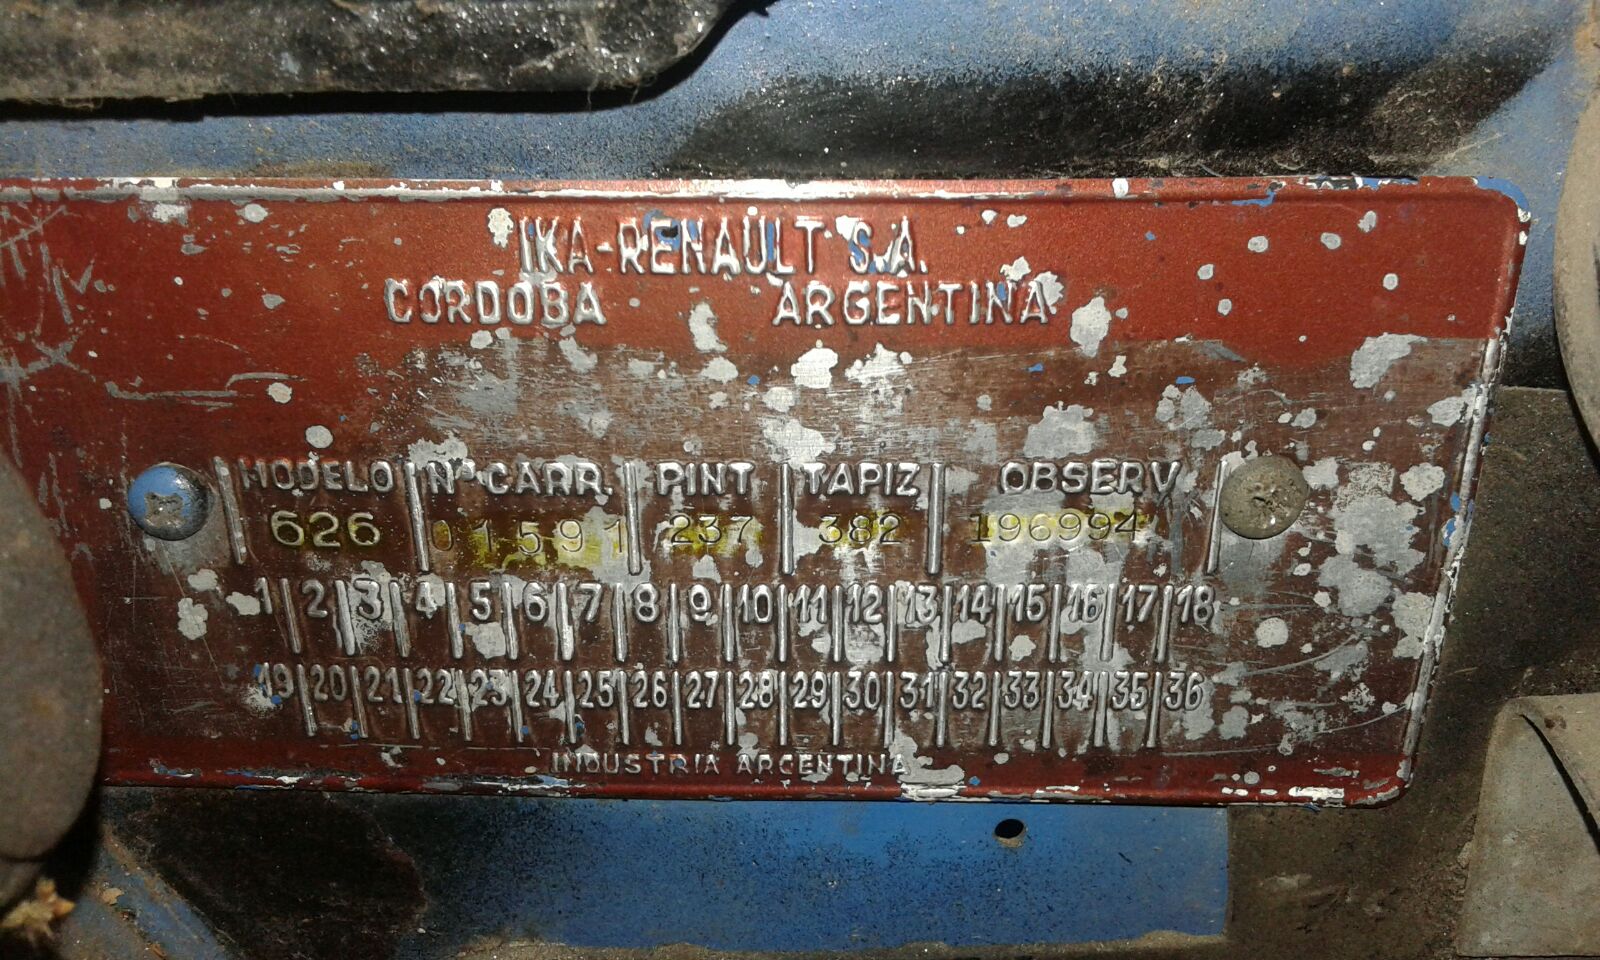 IKA-RENAULT S.A.
CORDOBA ARGENTINA
MODELO Nº CARR. PINT TAPIZ OBSERV
626 01591 237 382 196994
1 2 3 4 5 6 7 8 9 10 11 12 13 14 15 16 17 18
19 20 21 22 23 24 25 26 27 28 29 30 31 32 33 34 35 36
INDUSTRIA ARGENTINA